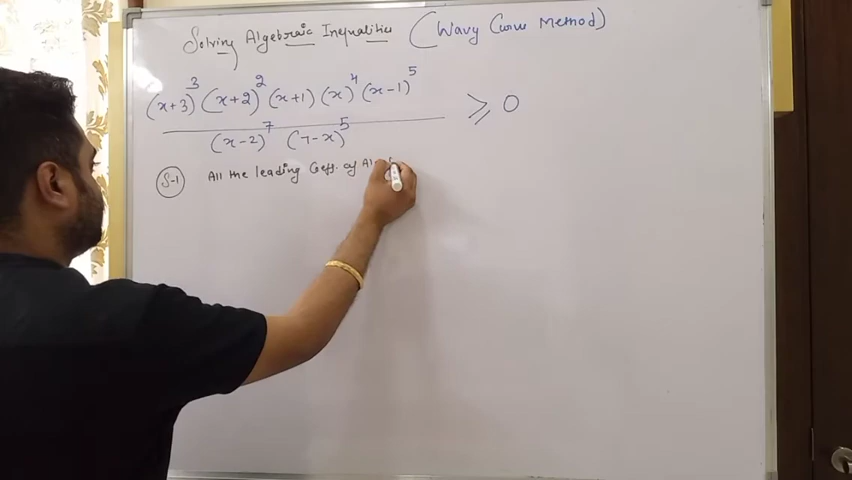 Solving Algebraic Inequalities (Wavy Curve Method)
(x+3)³ (x+2)² (x+1) (x)⁴ (x-1)⁵
(x-2)⁷ (7-x)⁵
≥ 0
S-1 All the leading Coeff. of Al